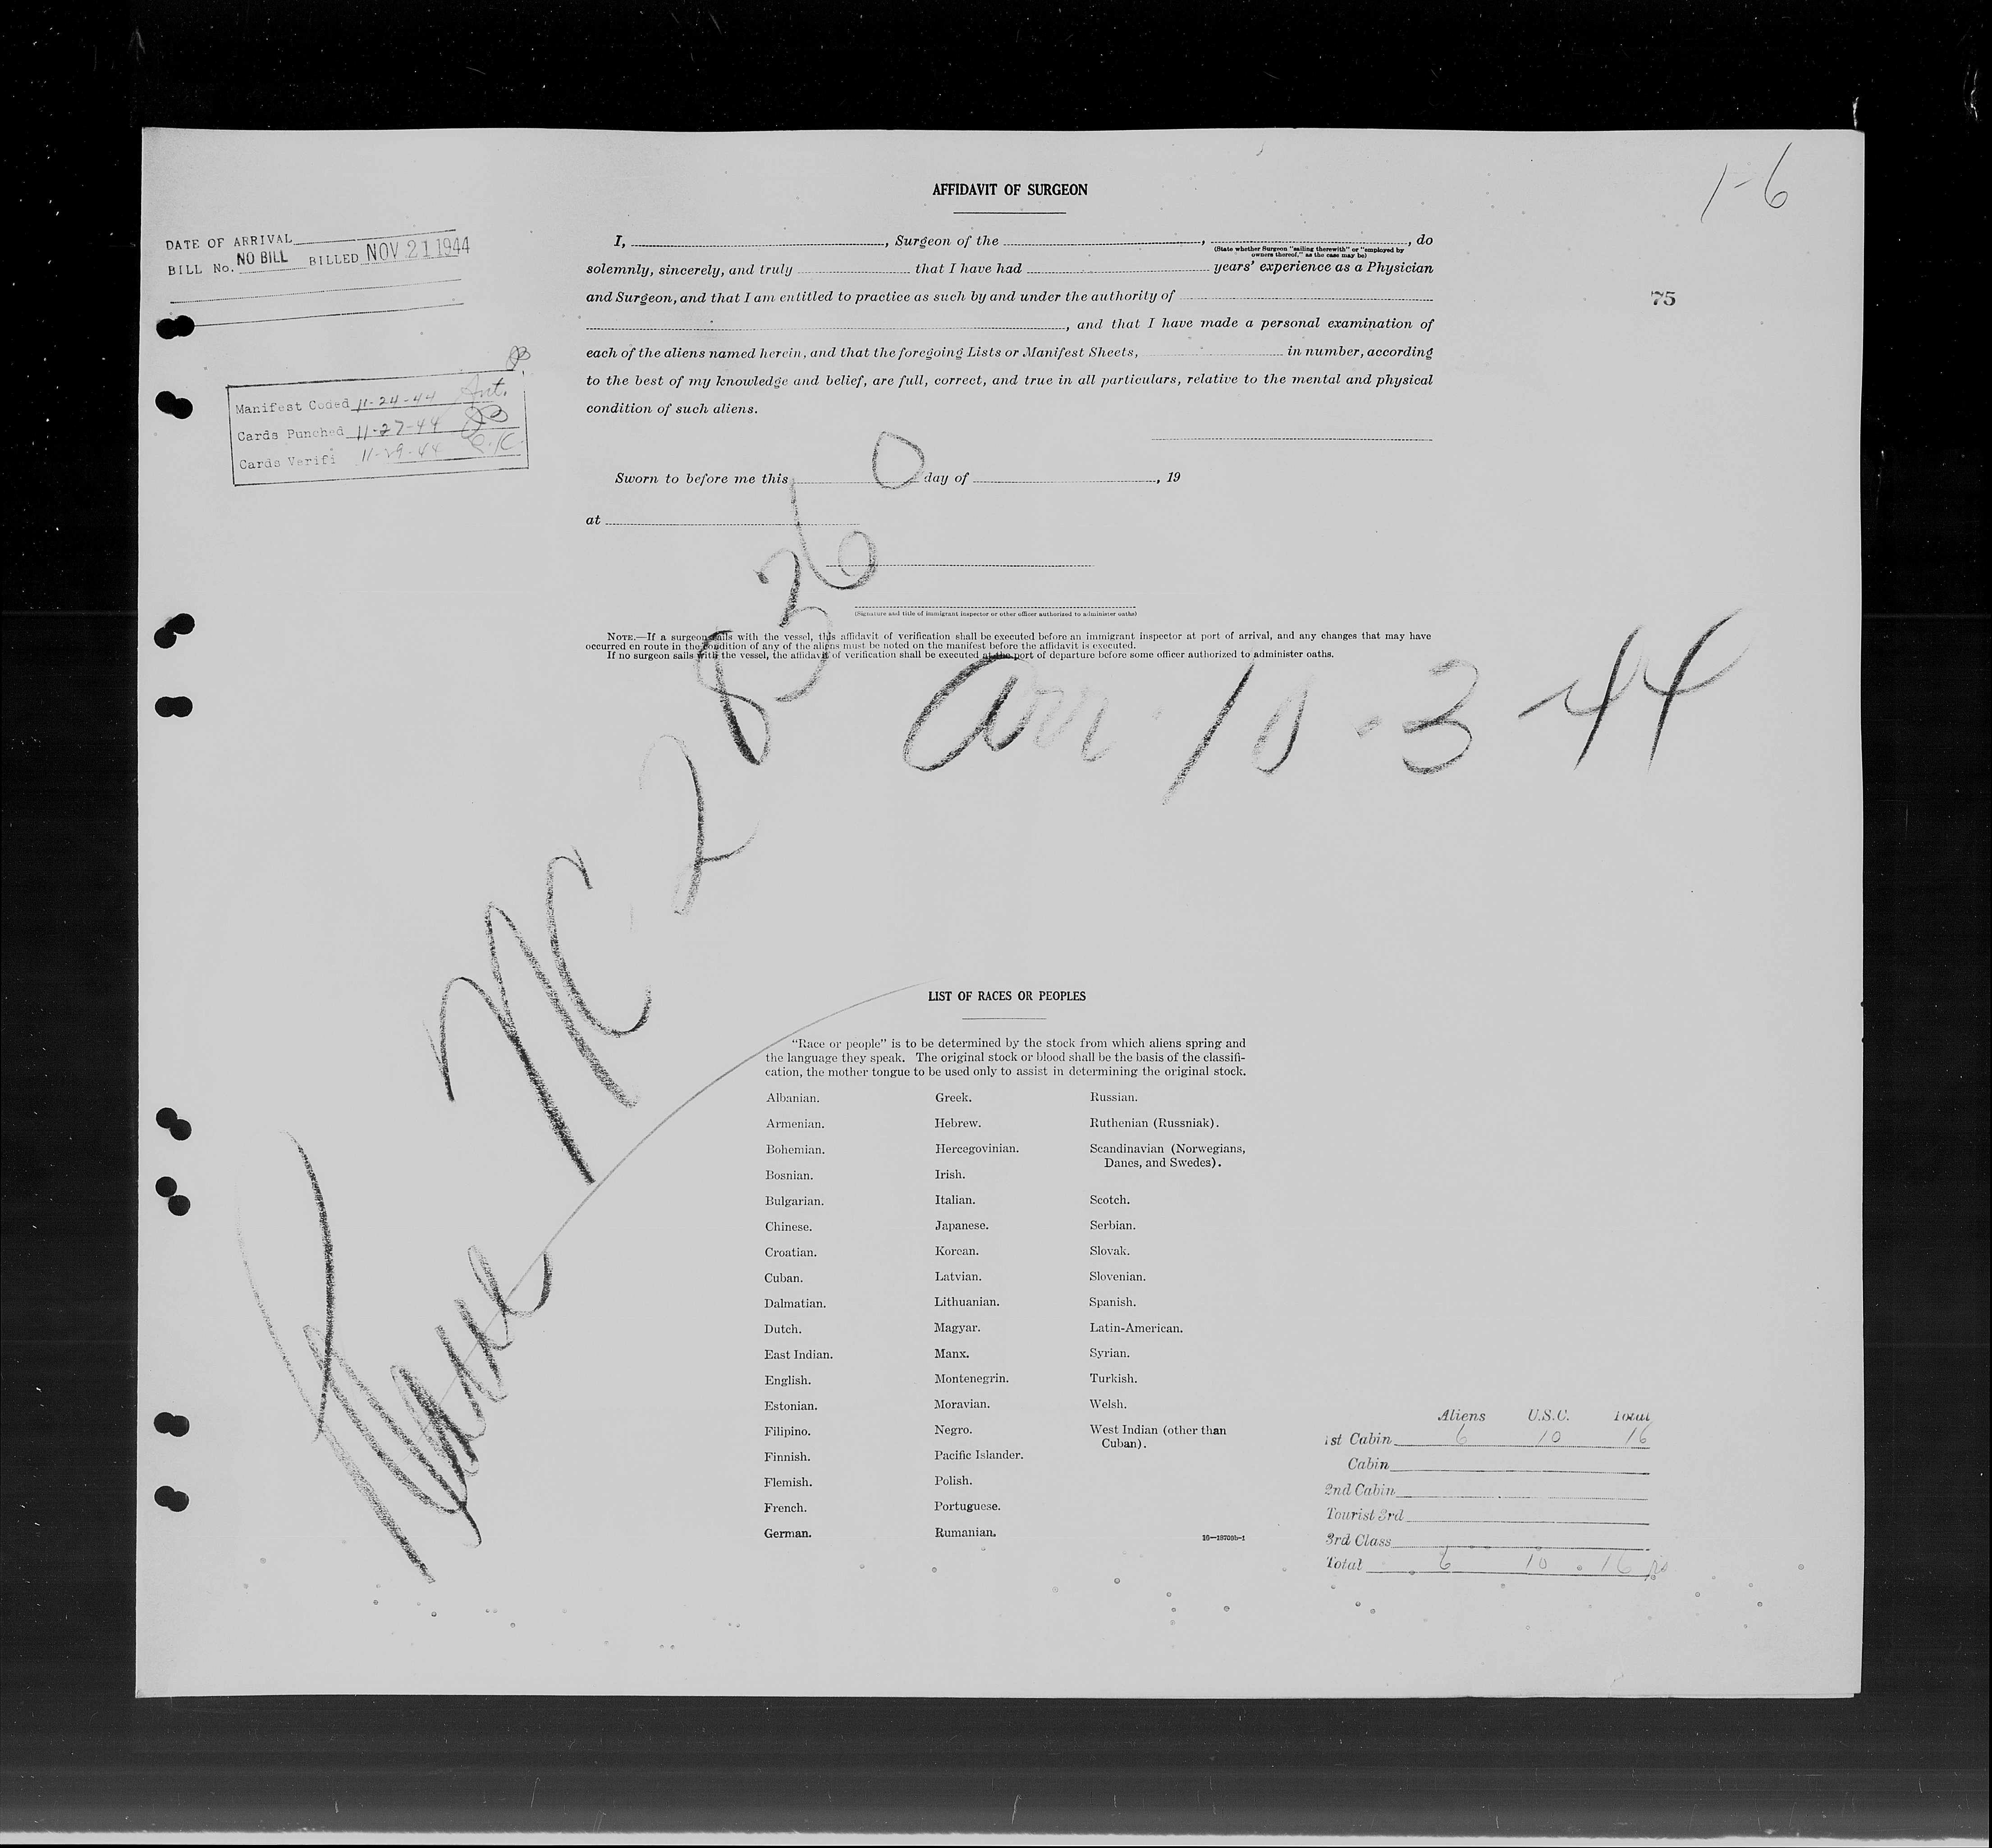 1-6
AFFIDAVIT OF SURGEON
DATE OF ARRIVAL
BILL No. NO BILL BILLED NOV 21 1944
I, , Surgeon of the , , do
(State whether Surgeon "sailing therewith" or "employed by
owners thereof," as the case may be)
solemnly, sincerely, and truly that I have had years' experience as a Physician
and Surgeon, and that I am entitled to practice as such by and under the authority of
75
, and that I have made a personal examination of
each of the aliens named herein, and that the foregoing Lists or Manifest Sheets, in number, according
to the best of my knowledge and belief, are full, correct, and true in all particulars, relative to the mental and physical
condition of such aliens.
Manifest Coded 11-24-44 Ant.
Cards Punched 11-27-44
Cards Verifi 11-29-44
Sworn to before me this day of , 19
at
(Signature and title of immigrant inspector or other officer authorized to administer oaths)
NOTE.—If a surgeon sails with the vessel, this affidavit of verification shall be executed before an immigrant inspector at port of arrival, and any changes that may have
occurred en route in the condition of any of the aliens must be noted on the manifest before the affidavit is executed.
If no surgeon sails with the vessel, the affidavit of verification shall be executed at the port of departure before some officer authorized to administer oaths.
Plane NC 28360
arr. 10-3-44
LIST OF RACES OR PEOPLES
"Race or people" is to be determined by the stock from which aliens spring and
the language they speak. The original stock or blood shall be the basis of the classifi-
cation, the mother tongue to be used only to assist in determining the original stock.
Albanian.
Armenian.
Bohemian.
Bosnian.
Bulgarian.
Chinese.
Croatian.
Cuban.
Dalmatian.
Dutch.
East Indian.
English.
Estonian.
Filipino.
Finnish.
Flemish.
French.
German.
Greek.
Hebrew.
Hercegovinian.
Irish.
Italian.
Japanese.
Korean.
Latvian.
Lithuanian.
Magyar.
Manx.
Montenegrin.
Moravian.
Negro.
Pacific Islander.
Polish.
Portuguese.
Rumanian.
Russian.
Ruthenian (Russniak).
Scandinavian (Norwegians,
Danes, and Swedes).
Scotch.
Serbian.
Slovak.
Slovenian.
Spanish.
Latin-American.
Syrian.
Turkish.
Welsh.
West Indian (other than
Cuban).
16—18708b-1
Aliens U.S.C. Total
1st Cabin 6 10 16
Cabin
2nd Cabin
Tourist 3rd
3rd Class
Total 6 10 16